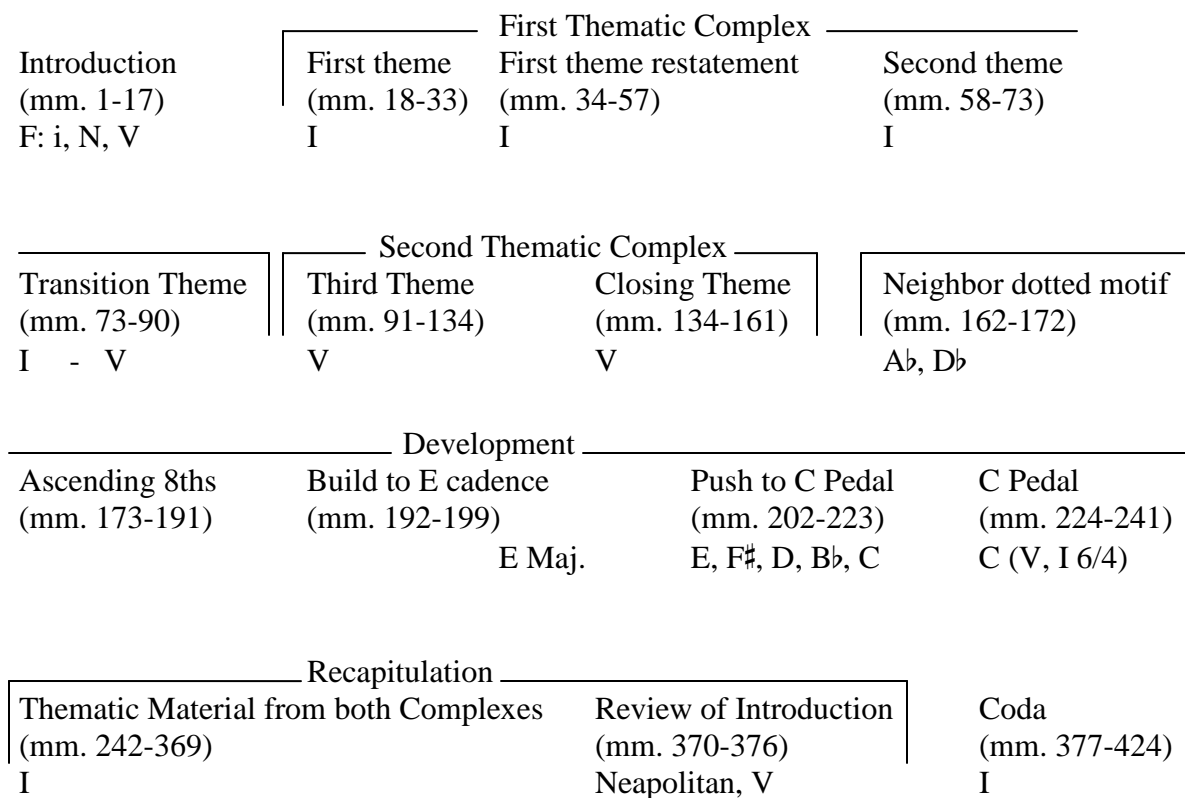 First Thematic Complex
Introduction First theme First theme restatement Second theme
(mm. 1-17) (mm. 18-33) (mm. 34-57) (mm. 58-73)
F: i, N, V I I I
Second Thematic Complex
Transition Theme Third Theme Closing Theme Neighbor dotted motif
(mm. 73-90) (mm. 91-134) (mm. 134-161) (mm. 162-172)
I - V V V A♭, D♭
Development
Ascending 8ths Build to E cadence Push to C Pedal C Pedal
(mm. 173-191) (mm. 192-199) (mm. 202-223) (mm. 224-241)
E Maj. E, F♯, D, B♭, C C (V, I 6/4)
Recapitulation
Thematic Material from both Complexes Review of Introduction Coda
(mm. 242-369) (mm. 370-376) (mm. 377-424)
I Neapolitan, V I